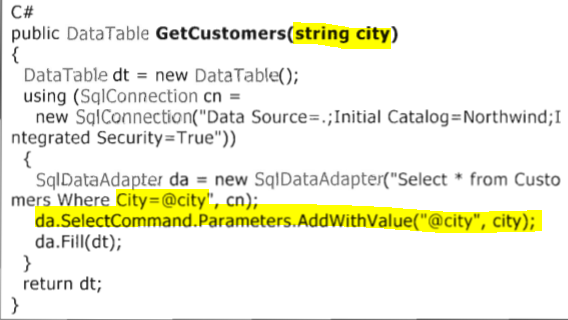 C#
public DataTable GetCustomers(string city)
{
DataTable dt = new DataTable();
using (SqlConnection cn =
new SqlConnection("Data Source=.;Initial Catalog=Northwind;I
ntegrated Security=True"))
{
SqlDataAdapter da = new SqlDataAdapter("Select * from Custo
mers Where City=@city", cn);
da.SelectCommand.Parameters.AddWithValue("@city", city);
da.Fill(dt);
}
return dt;
}